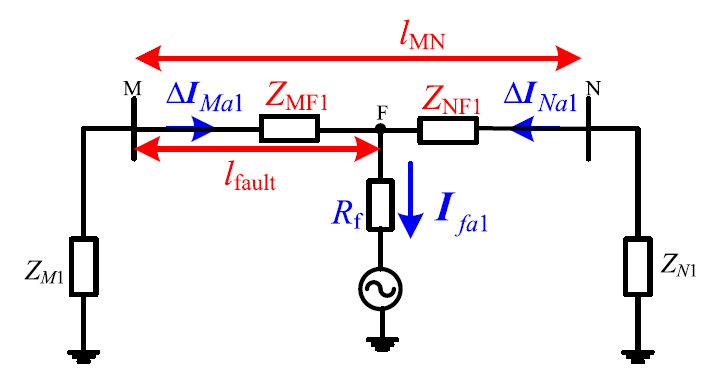 l_MN
M
ΔI_Ma1
Z_MF1
F
Z_NF1
ΔI_Na1
N
l_fault
R_f
I_fa1
Z_M1
Z_N1